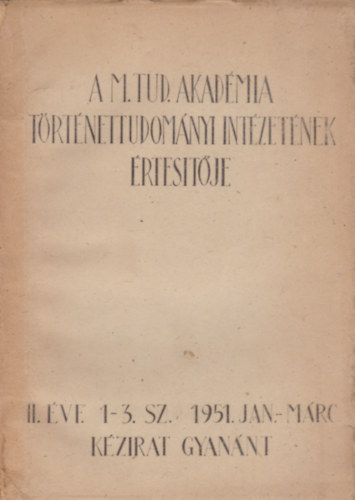 A M. TUD. AKADÉMIA
TÖRTÉNETTUDOMÁNYI INTÉZETÉNEK
ÉRTESITŐJE
II. ÉVF. 1-3. SZ. 1951. JAN.-MÁRC
KÉZIRAT GYANÁNT